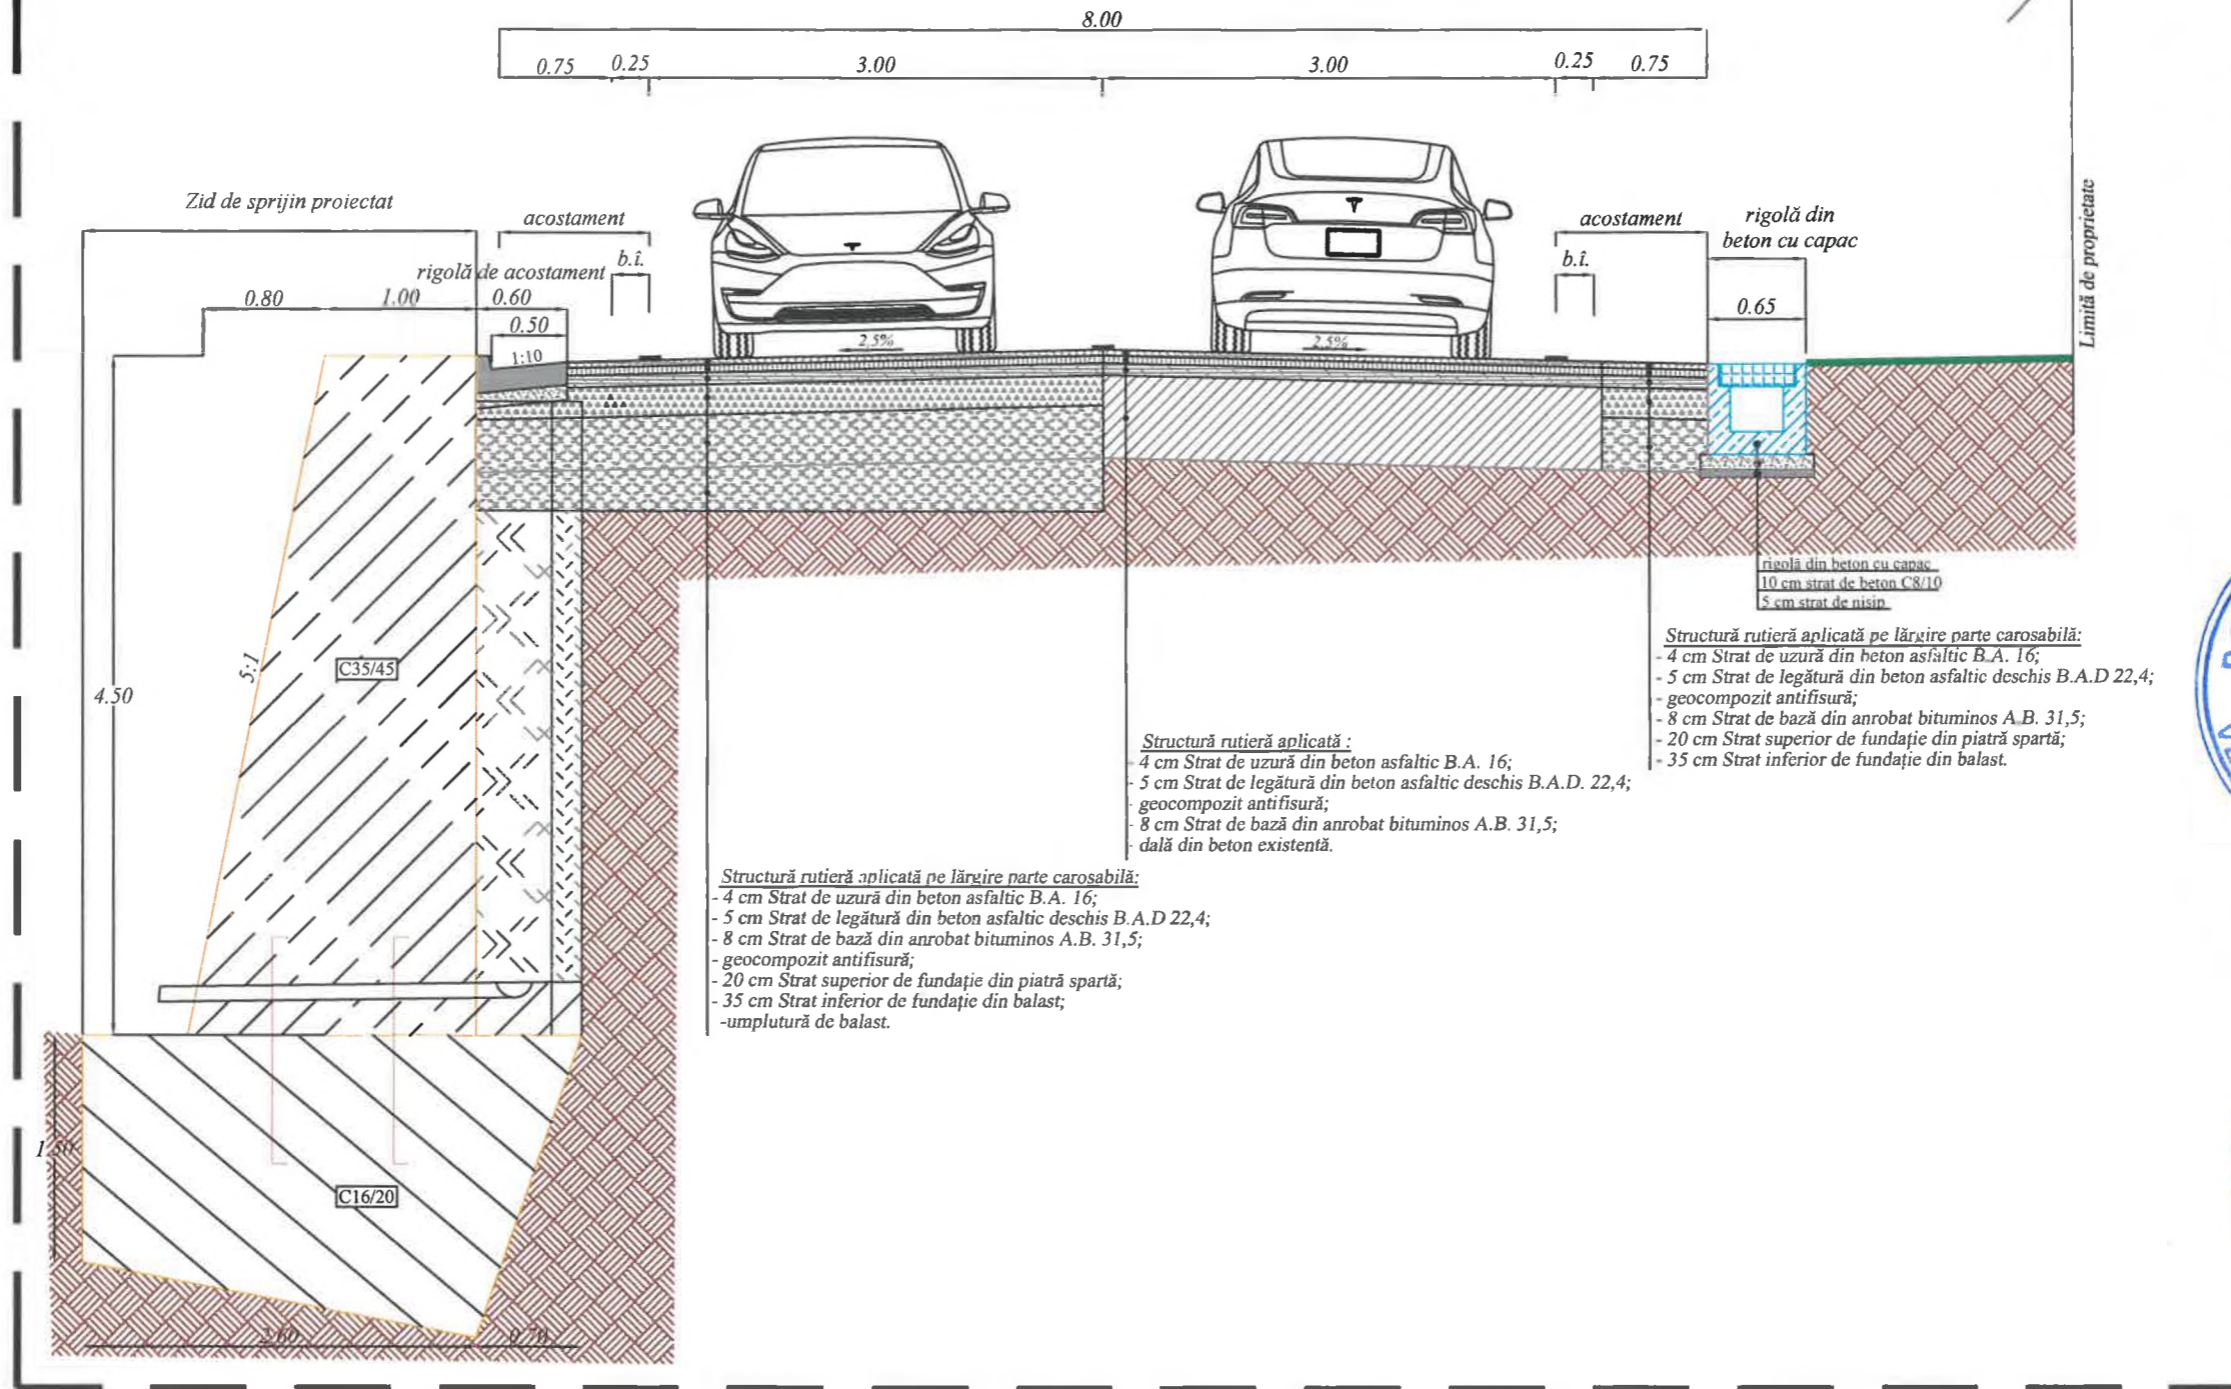 8.00
0.75 0.25 3.00 3.00 0.25 0.75
Zid de sprijin proiectat
acostament
b.î.
rigolă de acostament
0.80 1.00 0.60
0.50
1:10
2,5%
2,5%
acostament
b.î.
rigolă din
beton cu capac
0.65
Limită de proprietate
5:1
C35/45
4.50
rigolă din beton cu capac
10 cm strat de beton C8/10
5 cm strat de nisip
Structură rutieră aplicată pe lărgire parte carosabilă:
- 4 cm Strat de uzură din beton asfaltic B.A. 16;
- 5 cm Strat de legătură din beton asfaltic deschis B.A.D 22,4;
- geocompozit antifisură;
- 8 cm Strat de bază din anrobat bituminos A.B. 31,5;
- 20 cm Strat superior de fundație din piatră spartă;
- 35 cm Strat inferior de fundație din balast.
Structură rutieră aplicată :
- 4 cm Strat de uzură din beton asfaltic B.A. 16;
- 5 cm Strat de legătură din beton asfaltic deschis B.A.D. 22,4;
- geocompozit antifisură;
- 8 cm Strat de bază din anrobat bituminos A.B. 31,5;
- dală din beton existentă.
Structură rutieră aplicată pe lărgire parte carosabilă:
- 4 cm Strat de uzură din beton asfaltic B.A. 16;
- 5 cm Strat de legătură din beton asfaltic deschis B.A.D 22,4;
- 8 cm Strat de bază din anrobat bituminos A.B. 31,5;
- geocompozit antifisură;
- 20 cm Strat superior de fundație din piatră spartă;
- 35 cm Strat inferior de fundație din balast;
-umplutură de balast.
1.50
C16/20
2.60 0.70